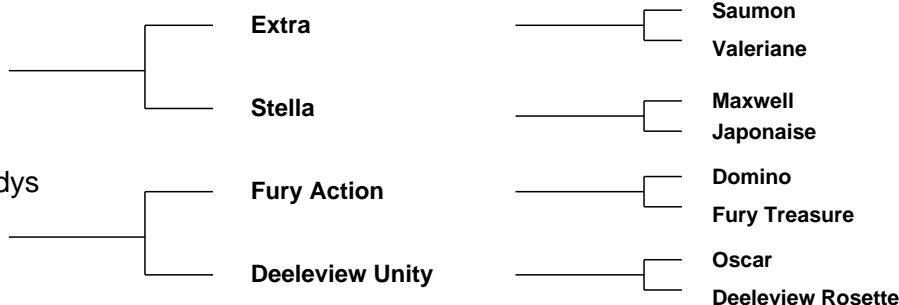 Saumon
Extra
Valeriane
Maxwell
Stella
Japonaise
Domino
Fury Action
Fury Treasure
Oscar
Deeleview Unity
Deeleview Rosette